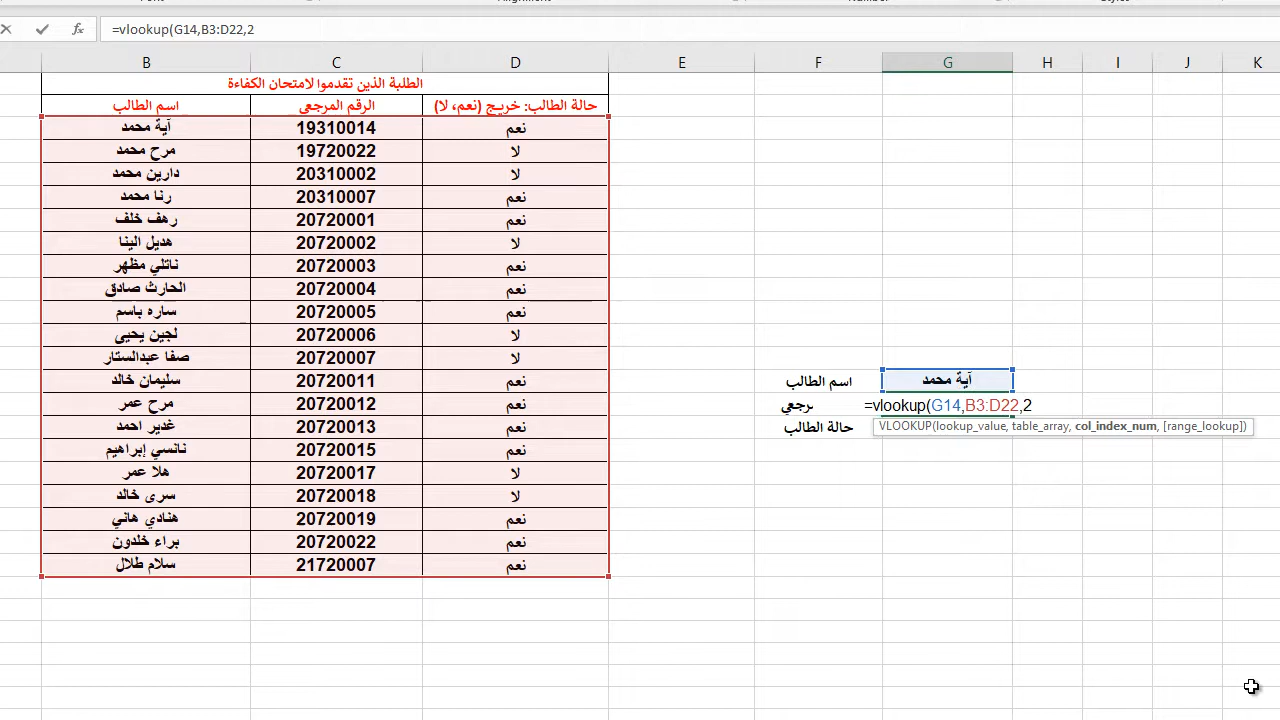 =vlookup(G14,B3:D22,2
B C D E F G H I J K
الطلبة الذين تقدموا لامتحان الكفاءة
اسم الطالب الرقم المرجعي حالة الطالب: خريج (نعم، لا)
آية محمد 19310014 نعم
مرح محمد 19720022 لا
دارين محمد 20310002 لا
رنا محمد 20310007 نعم
رهف خلف 20720001 نعم
هديل البنا 20720002 لا
ناتلي مظهر 20720003 نعم
الحارث صادق 20720004 نعم
ساره باسم 20720005 نعم
لجين يحيى 20720006 لا
صفا عبدالستار 20720007 لا
سليمان خالد 20720011 نعم
مرح عمر 20720012 نعم
غدير احمد 20720013 نعم
نانسي إبراهيم 20720015 نعم
هلا عمر 20720017 لا
سرى خالد 20720018 لا
هنادي هاني 20720019 نعم
براء خلدون 20720022 نعم
سلام طلال 21720007 نعم
اسم الطالب آية محمد
=vlookup(G14,B3:D22,2
حالة الطالب
VLOOKUP(lookup_value, table_array, col_index_num, [range_lookup])